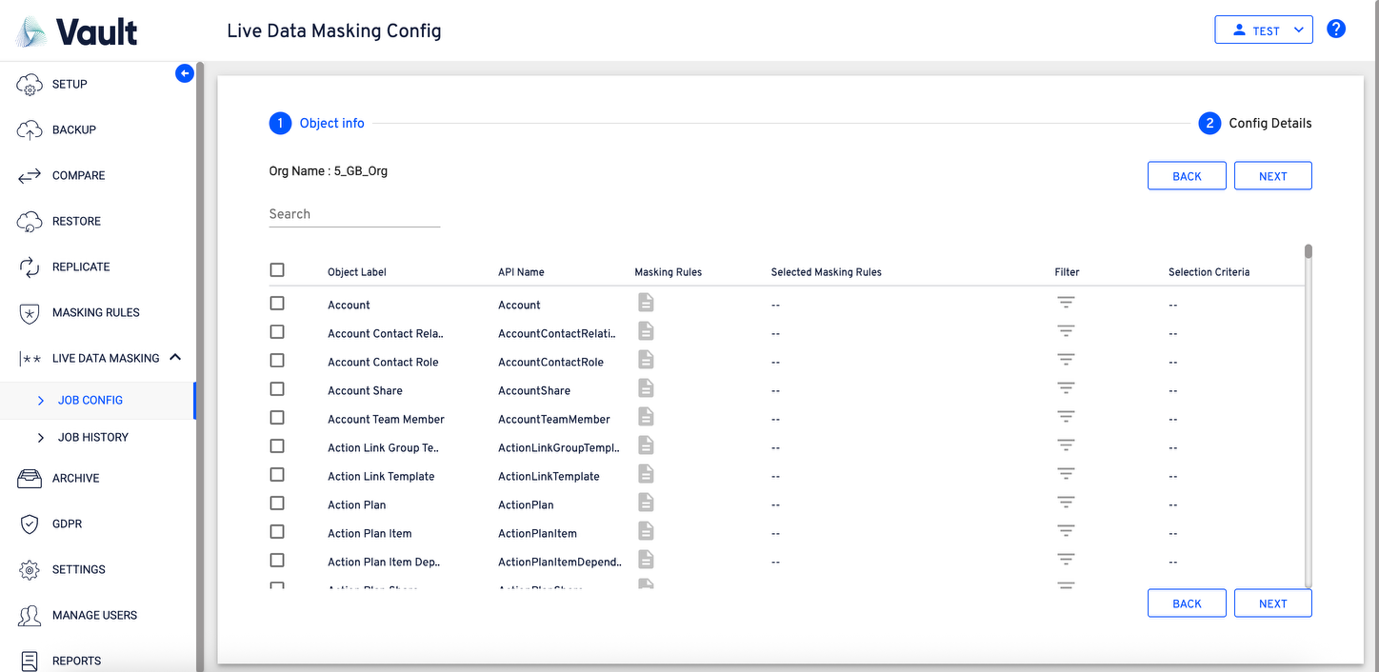 Vault
Live Data Masking Config
TEST
?
SETUP
BACKUP
COMPARE
RESTORE
REPLICATE
MASKING RULES
|** LIVE DATA MASKING
JOB CONFIG
JOB HISTORY
ARCHIVE
GDPR
SETTINGS
MANAGE USERS
REPORTS
1 Object info
2 Config Details
Org Name : 5_GB_Org
BACK NEXT
Search
Object Label API Name Masking Rules Selected Masking Rules Filter Selection Criteria
Account Account -- --
Account Contact Rela.. AccountContactRelati.. -- --
Account Contact Role AccountContactRole -- --
Account Share AccountShare -- --
Account Team Member AccountTeamMember -- --
Action Link Group Te.. ActionLinkGroupTempl.. -- --
Action Link Template ActionLinkTemplate -- --
Action Plan ActionPlan -- --
Action Plan Item ActionPlanItem -- --
Action Plan Item Dep.. ActionPlanItemDepend.. -- --
Action Plan Share ActionPlanShare
BACK NEXT